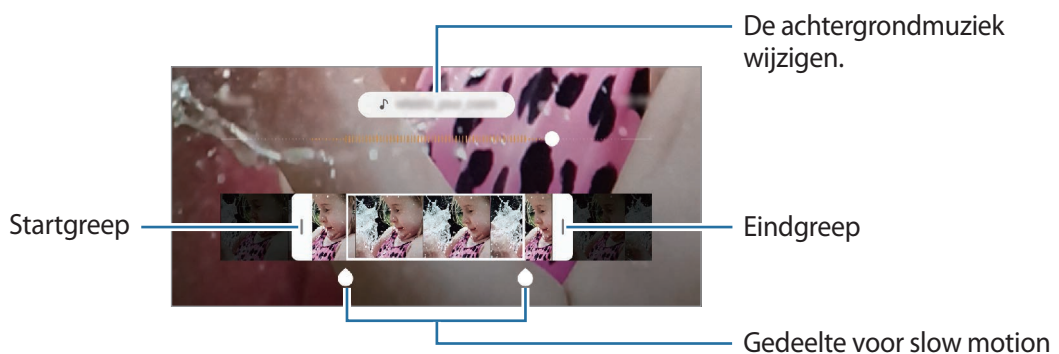 De achtergrondmuziek
wijzigen.
Startgreep
Eindgreep
Gedeelte voor slow motion